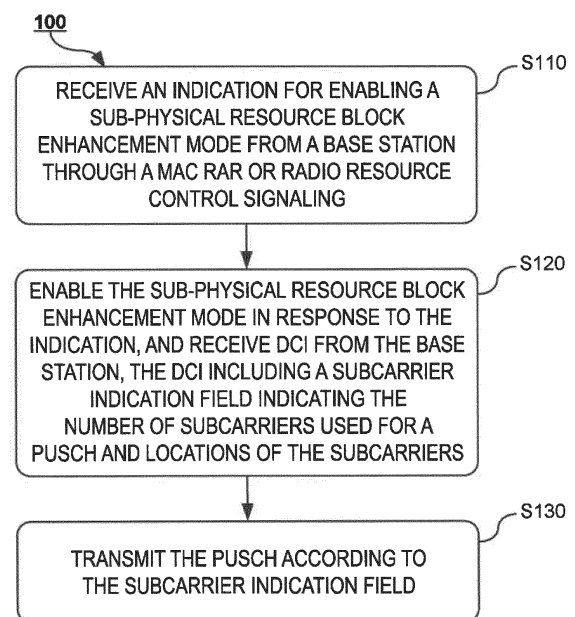 100
S110
RECEIVE AN INDICATION FOR ENABLING A
SUB-PHYSICAL RESOURCE BLOCK
ENHANCEMENT MODE FROM A BASE STATION
THROUGH A MAC RAR OR RADIO RESOURCE
CONTROL SIGNALING
S120
ENABLE THE SUB-PHYSICAL RESOURCE BLOCK
ENHANCEMENT MODE IN RESPONSE TO THE
INDICATION, AND RECEIVE DCI FROM THE BASE
STATION, THE DCI INCLUDING A SUBCARRIER
INDICATION FIELD INDICATING THE
NUMBER OF SUBCARRIERS USED FOR A
PUSCH AND LOCATIONS OF THE SUBCARRIERS
S130
TRANSMIT THE PUSCH ACCORDING TO
THE SUBCARRIER INDICATION FIELD